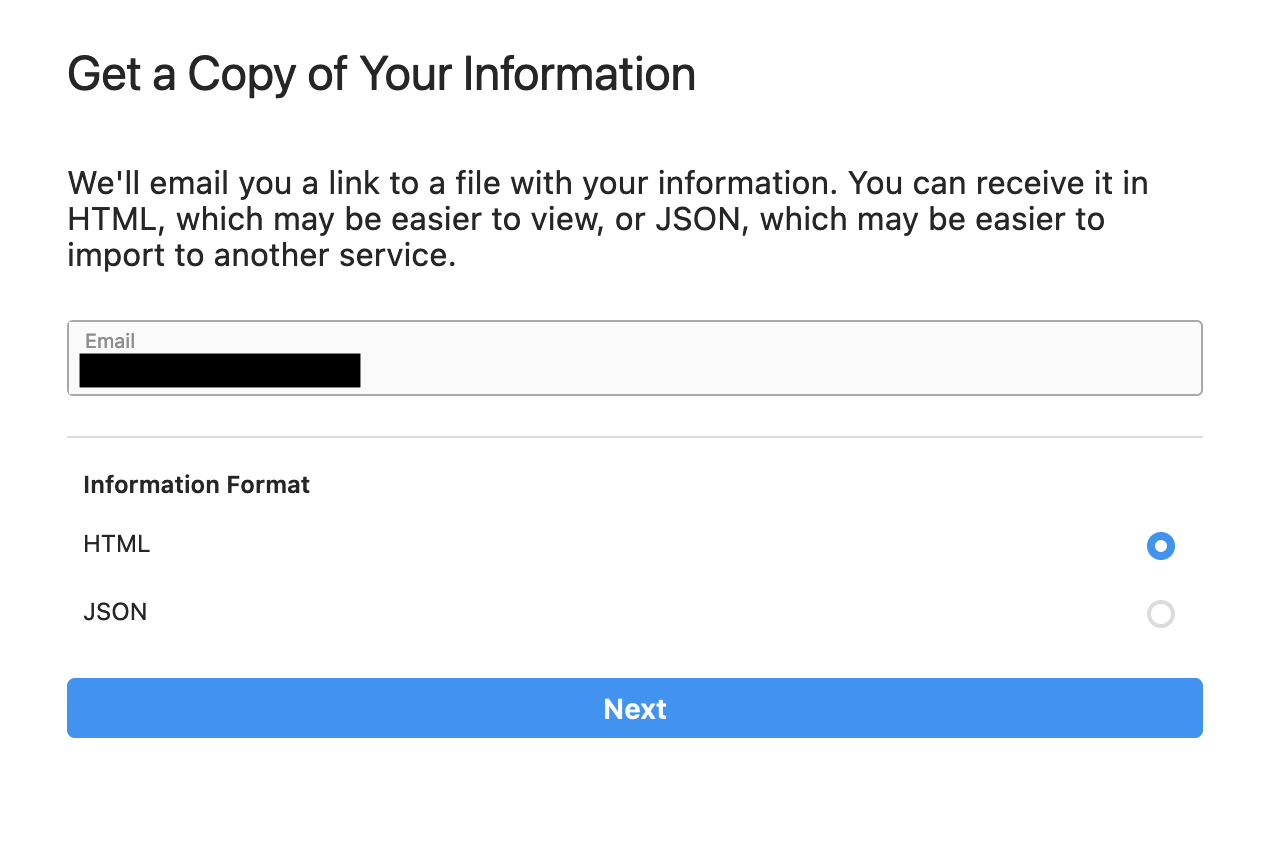 Get a Copy of Your Information
We'll email you a link to a file with your information. You can receive it in
HTML, which may be easier to view, or JSON, which may be easier to
import to another service.
Email
Information Format
HTML
JSON
Next